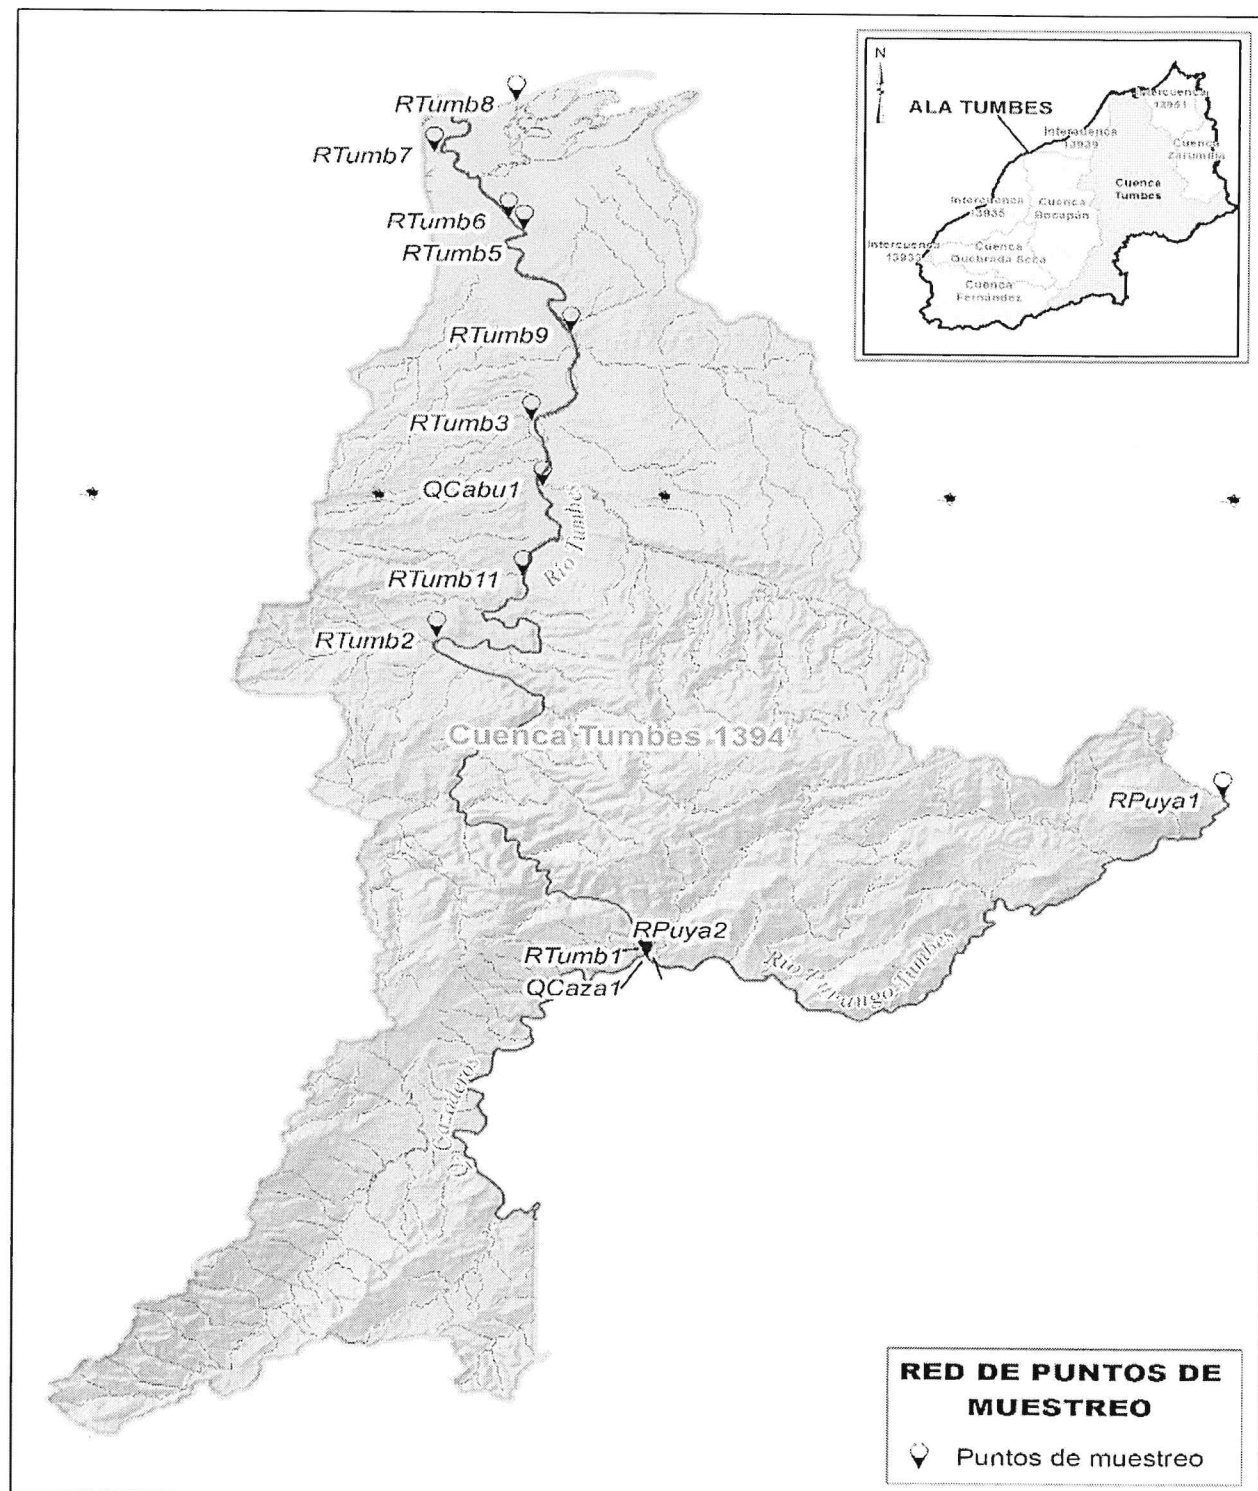 N
ALA TUMBES
Intercuenca
13951
Intercuenca
13939
Cuenca
Zarumilla
Cuenca
Tumbes
Intercuenca
13935
Cuenca
Bocapán
Intercuenca
13933
Cuenca
Quebrada Seca
Cuenca
Fernández
RTumb8
RTumb7
RTumb6
RTumb5
RTumb9
RTumb3
QCabu1
Río Tumbes
RTumb11
RTumb2
Cuenca Tumbes 1394
RPuya1
RPuya2
RTumb1
QCaza1
Río Puyango-Tumbes
Q. Cazaderos
RED DE PUNTOS DE
MUESTREO
Puntos de muestreo